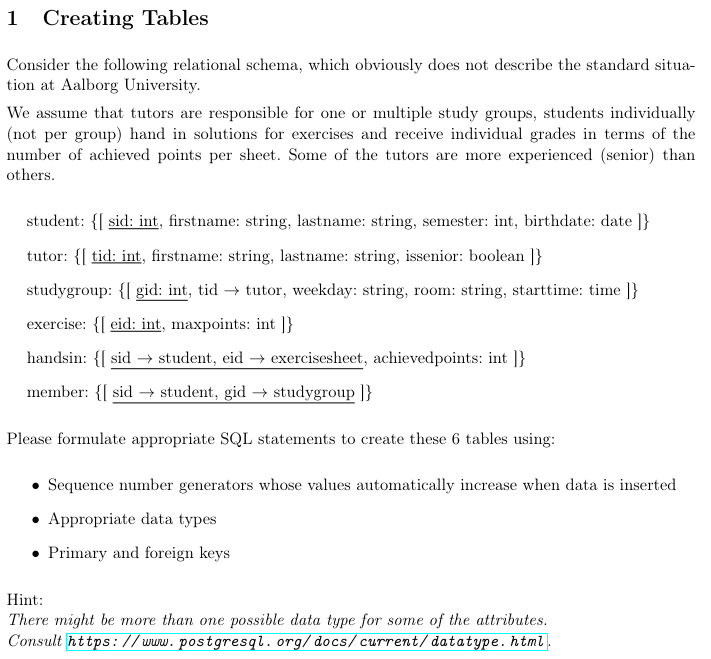 1 Creating Tables
Consider the following relational schema, which obviously does not describe the standard situa-
tion at Aalborg University.
We assume that tutors are responsible for one or multiple study groups, students individually
(not per group) hand in solutions for exercises and receive individual grades in terms of the
number of achieved points per sheet. Some of the tutors are more experienced (senior) than
others.
student: {[ sid: int, firstname: string, lastname: string, semester: int, birthdate: date ]}
tutor: {[ tid: int, firstname: string, lastname: string, issenior: boolean ]}
studygroup: {[ gid: int, tid → tutor, weekday: string, room: string, starttime: time ]}
exercise: {[ eid: int, maxpoints: int ]}
handsin: {[ sid → student, eid → exercisesheet, achievedpoints: int ]}
member: {[ sid → student, gid → studygroup ]}
Please formulate appropriate SQL statements to create these 6 tables using:
• Sequence number generators whose values automatically increase when data is inserted
• Appropriate data types
• Primary and foreign keys
Hint:
There might be more than one possible data type for some of the attributes.
Consult https://www.postgresql.org/docs/current/datatype.html.